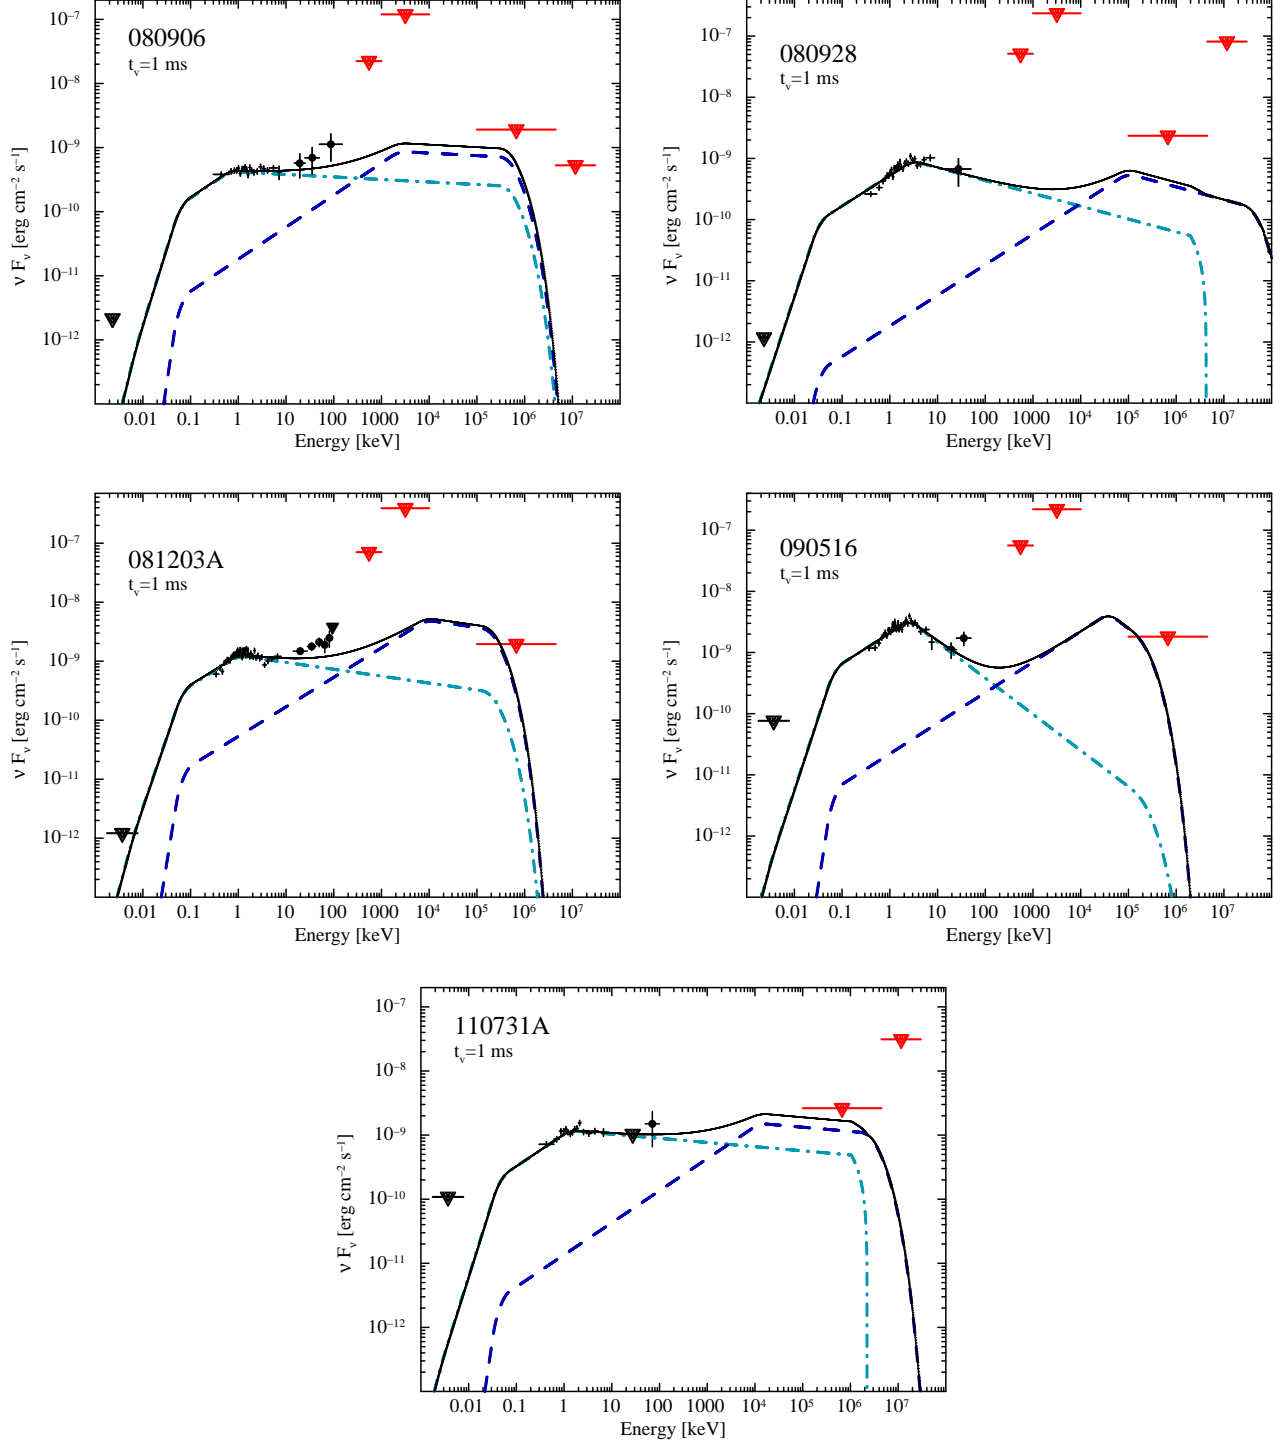 080906
t_v=1 ms
10⁻⁷
10⁻⁸
10⁻⁹
10⁻¹⁰
10⁻¹¹
10⁻¹²
ν F_ν [erg cm⁻² s⁻¹]
0.01 0.1 1 10 100 1000 10⁴ 10⁵ 10⁶ 10⁷
Energy [keV]
080928
t_v=1 ms
10⁻⁷
10⁻⁸
10⁻⁹
10⁻¹⁰
10⁻¹¹
10⁻¹²
ν F_ν [erg cm⁻² s⁻¹]
0.01 0.1 1 10 100 1000 10⁴ 10⁵ 10⁶ 10⁷
Energy [keV]
081203A
t_v=1 ms
10⁻⁷
10⁻⁸
10⁻⁹
10⁻¹⁰
10⁻¹¹
10⁻¹²
ν F_ν [erg cm⁻² s⁻¹]
0.01 0.1 1 10 100 1000 10⁴ 10⁵ 10⁶ 10⁷
Energy [keV]
090516
t_v=1 ms
10⁻⁷
10⁻⁸
10⁻⁹
10⁻¹⁰
10⁻¹¹
10⁻¹²
ν F_ν [erg cm⁻² s⁻¹]
0.01 0.1 1 10 100 1000 10⁴ 10⁵ 10⁶ 10⁷
Energy [keV]
110731A
t_v=1 ms
10⁻⁷
10⁻⁸
10⁻⁹
10⁻¹⁰
10⁻¹¹
10⁻¹²
ν F_ν [erg cm⁻² s⁻¹]
0.01 0.1 1 10 100 1000 10⁴ 10⁵ 10⁶ 10⁷
Energy [keV]